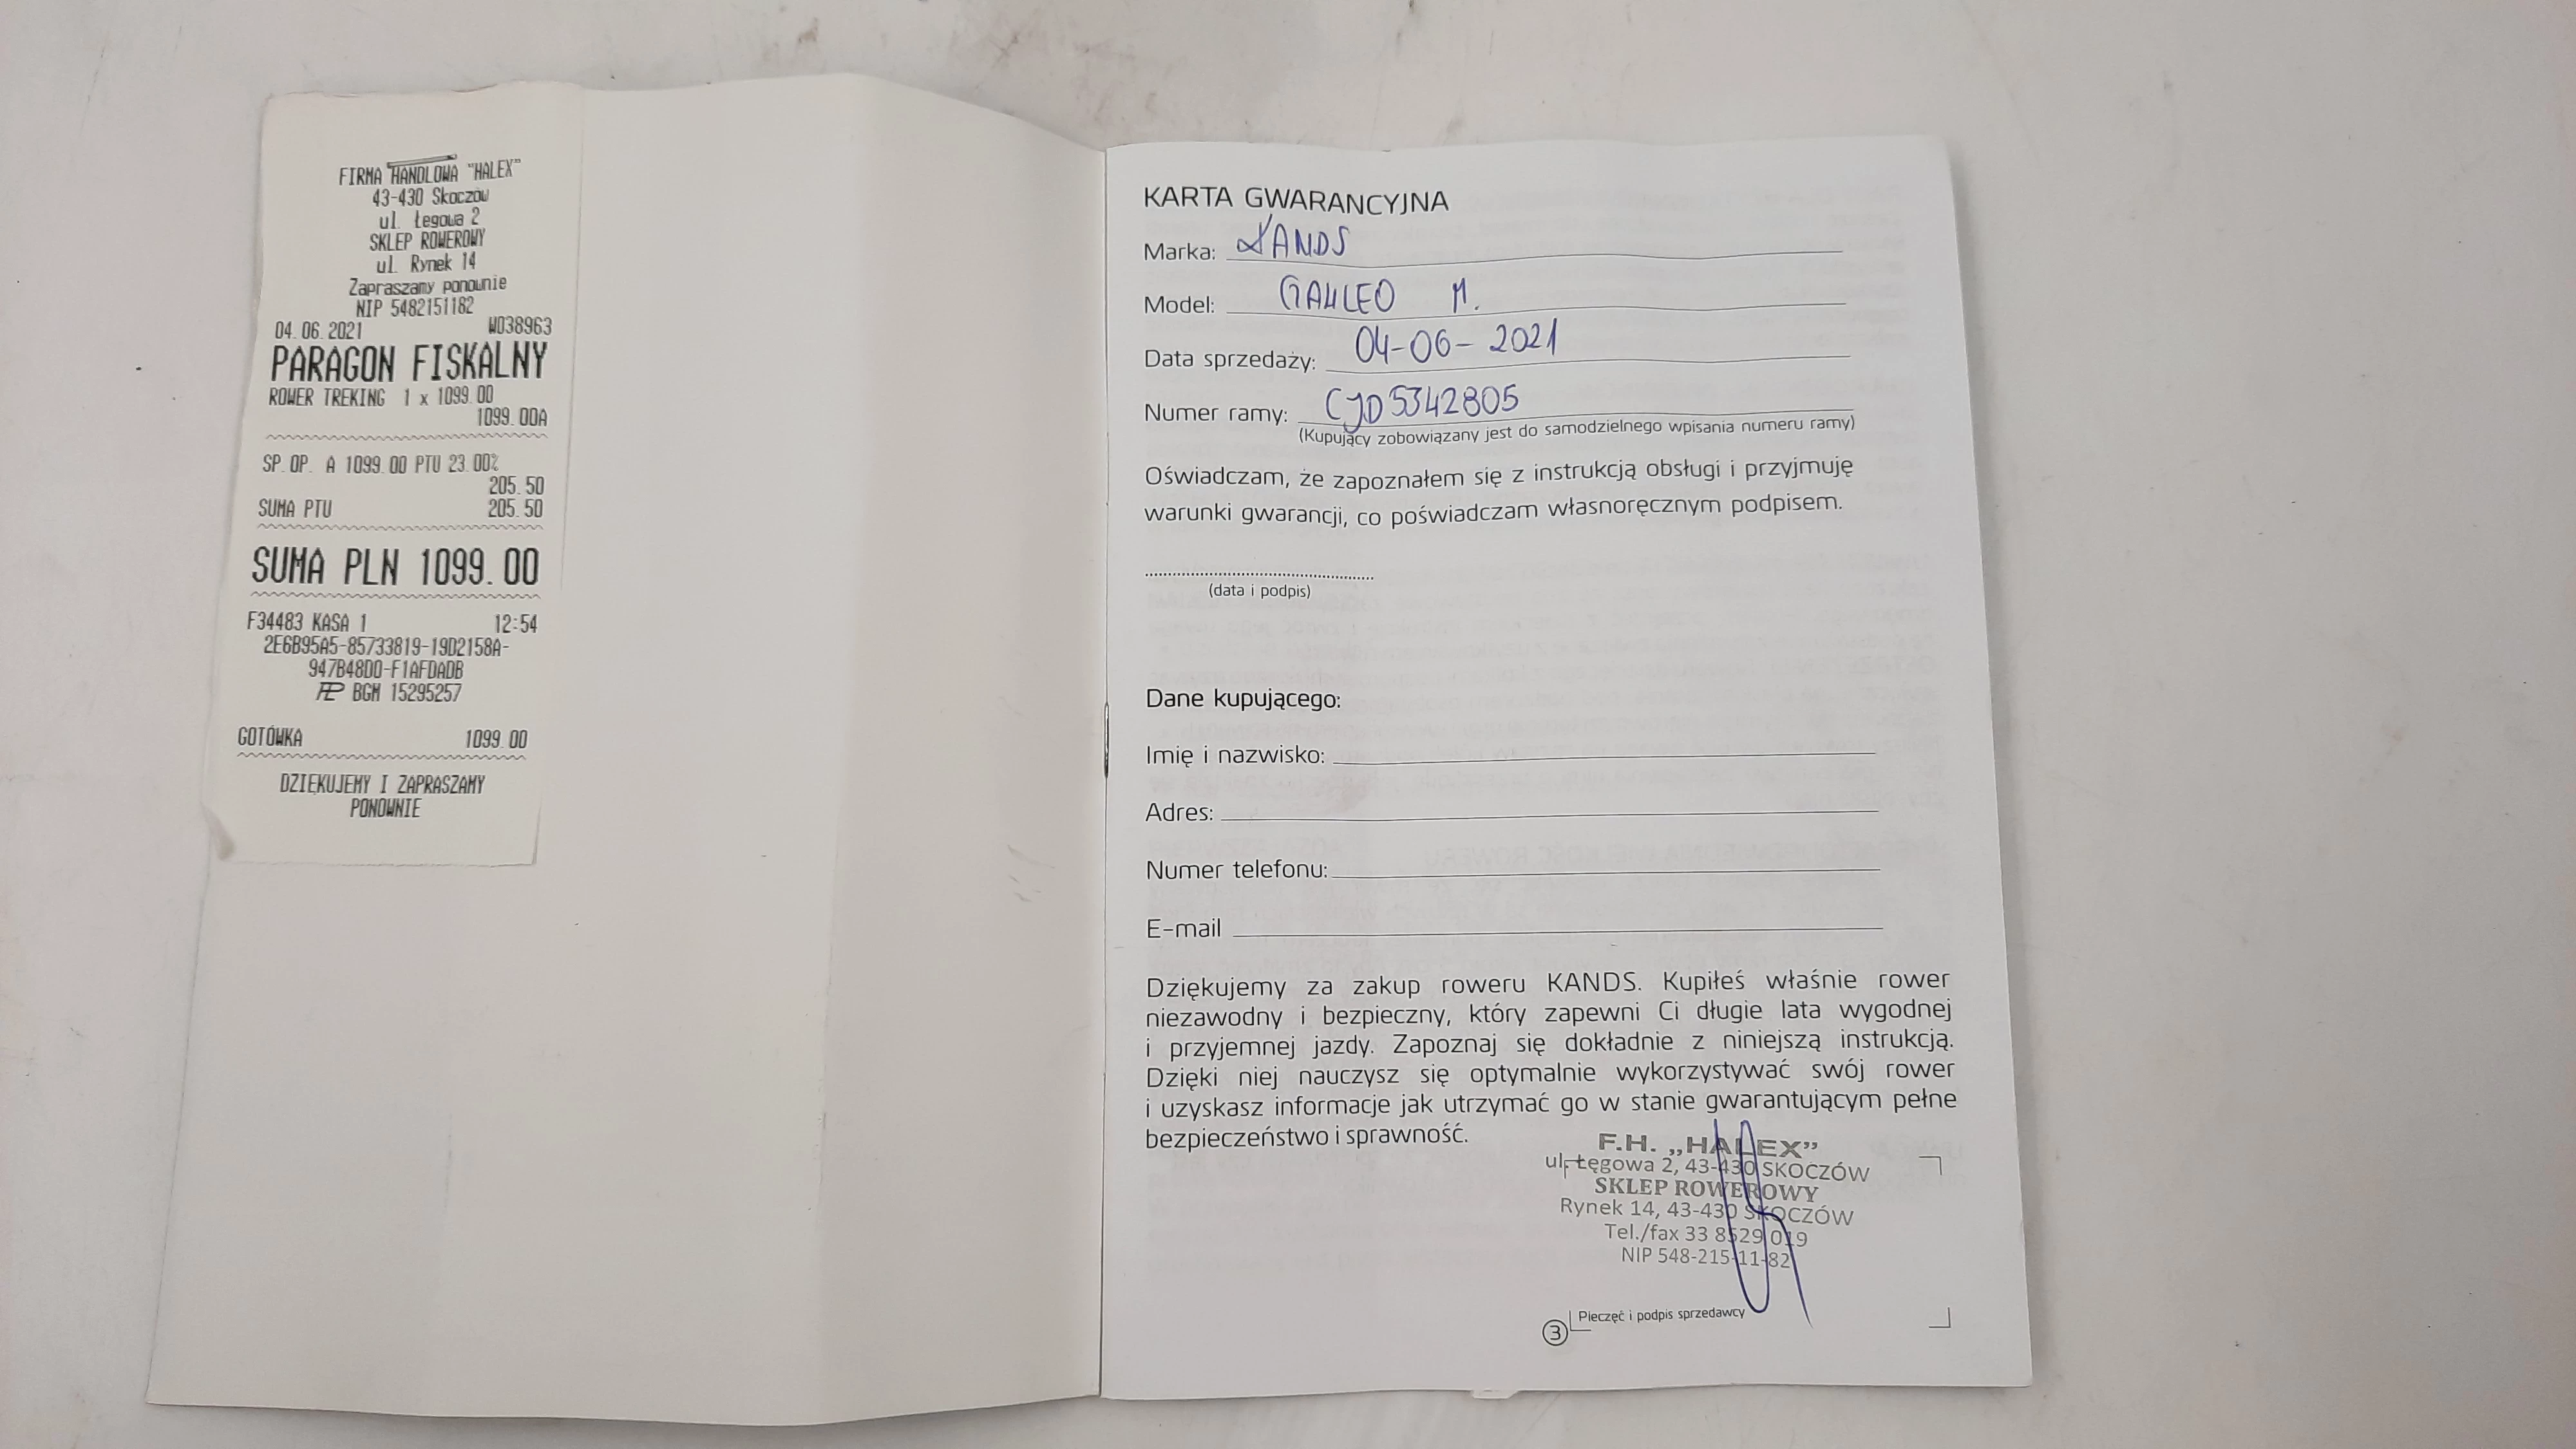 FIRMA HANDLOWA "HALEX"
43-430 Skoczów
ul. Łęgowa 2
SKLEP ROWEROWY
ul. Rynek 14
Zapraszamy ponownie
NIP 5482151182
04.06.2021 W038963
PARAGON FISKALNY
ROWER TREKING 1 x 1099.00
1099.00A
SP.OP. A 1099.00 PTU 23.00%
205.50
SUMA PTU 205.50
SUMA PLN 1099.00
F34483 KASA 1 12:54
2E6B95A5-85733819-19D2158A-
947B48D0-F1AFDADB
BGM 15295257
GOTÓWKA 1099.00
DZIĘKUJEMY I ZAPRASZAMY
PONOWNIE
KARTA GWARANCYJNA
Marka: KANDS
Model: GALILEO M.
Data sprzedaży: 04-06-2021
Numer ramy: CJD5342805
(Kupujący zobowiązany jest do samodzielnego wpisania numeru ramy)
Oświadczam, że zapoznałem się z instrukcją obsługi i przyjmuję
warunki gwarancji, co poświadczam własnoręcznym podpisem.
(data i podpis)
Dane kupującego:
Imię i nazwisko:
Adres:
Numer telefonu:
E-mail
Dziękujemy za zakup roweru KANDS. Kupiłeś właśnie rower
niezawodny i bezpieczny, który zapewni Ci długie lata wygodnej
i przyjemnej jazdy. Zapoznaj się dokładnie z niniejszą instrukcją.
Dzięki niej nauczysz się optymalnie wykorzystywać swój rower
i uzyskasz informacje jak utrzymać go w stanie gwarantującym pełne
bezpieczeństwo i sprawność.
F.H. „HALEX”
ul. Łęgowa 2, 43-430 SKOCZÓW
SKLEP ROWEROWY
Rynek 14, 43-430 SKOCZÓW
Tel./fax 33 8529 019
NIP 548-215-11-82
Pieczęć i podpis sprzedawcy
3